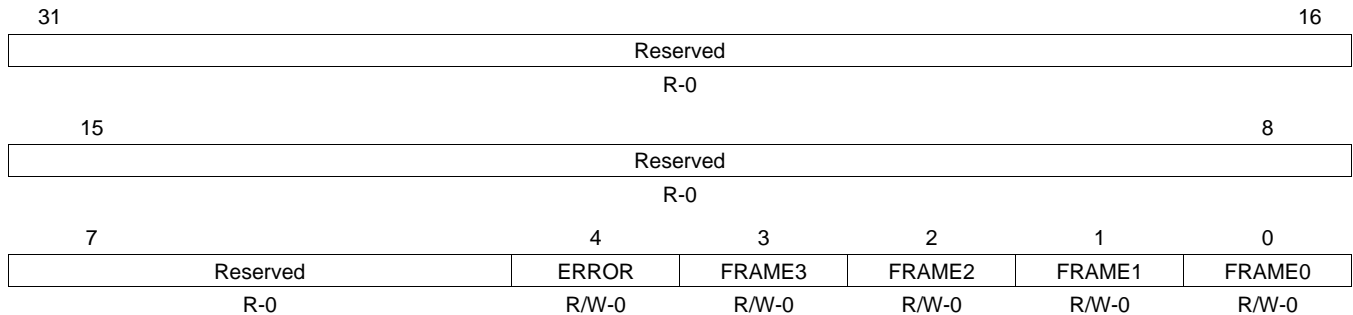 31 16
Reserved
R-0
15 8
Reserved
R-0
7 4 3 2 1 0
Reserved ERROR FRAME3 FRAME2 FRAME1 FRAME0
R-0 R/W-0 R/W-0 R/W-0 R/W-0 R/W-0